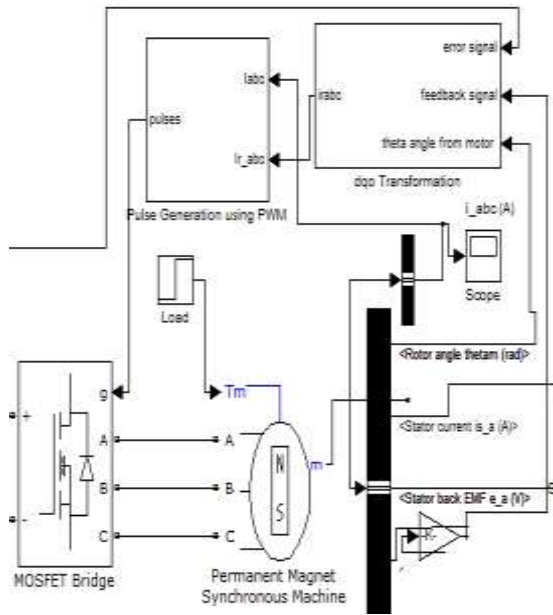 error signal
Iabc
irabc
feedback signal
pulses
theta angle from motor
Ir_abc
dqo Transformation
Pulse Generation using PWM
i_abc (A)
Scope
Load
<Rotor angle thetam (rad)>
g
Tm
+
<Stator current is_a (A)>
A
A
N
m
B
B
S
<Stator back EMF e_a (V)>
-
C
C
-K-
MOSFET Bridge
Permanent Magnet
Synchronous Machine